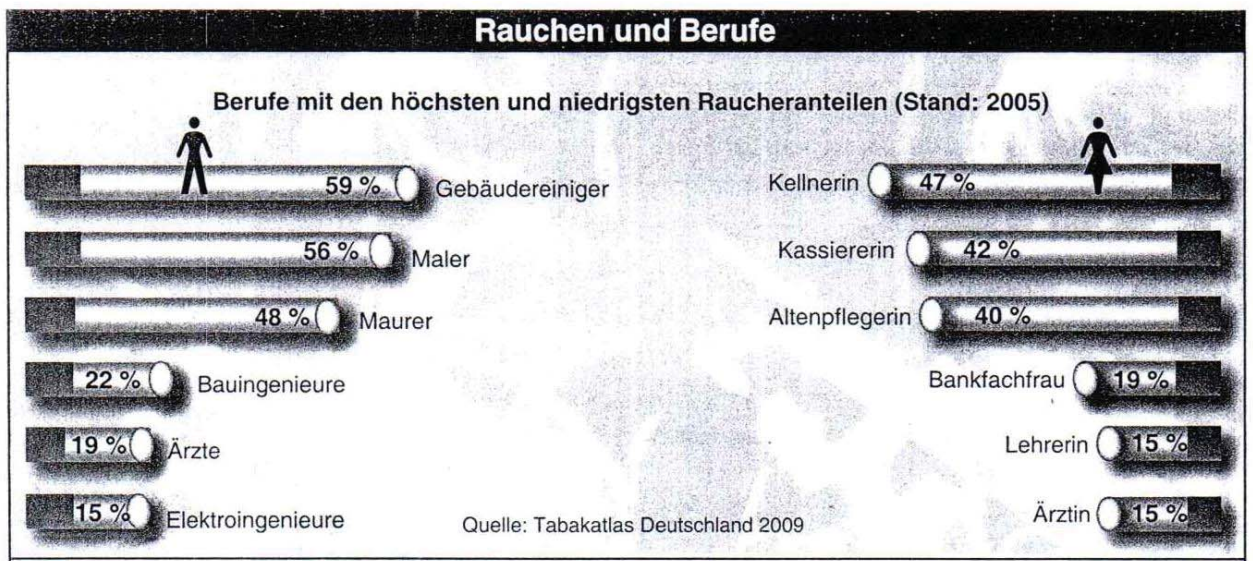 Rauchen und Berufe
Berufe mit den höchsten und niedrigsten Raucheranteilen (Stand: 2005)
59 % Gebäudereiniger
56 % Maler
48 % Maurer
22 % Bauingenieure
19 % Ärzte
15 % Elektroingenieure
Kellnerin 47 %
Kassiererin 42 %
Altenpflegerin 40 %
Bankfachfrau 19 %
Lehrerin 15 %
Ärztin 15 %
Quelle: Tabakatlas Deutschland 2009